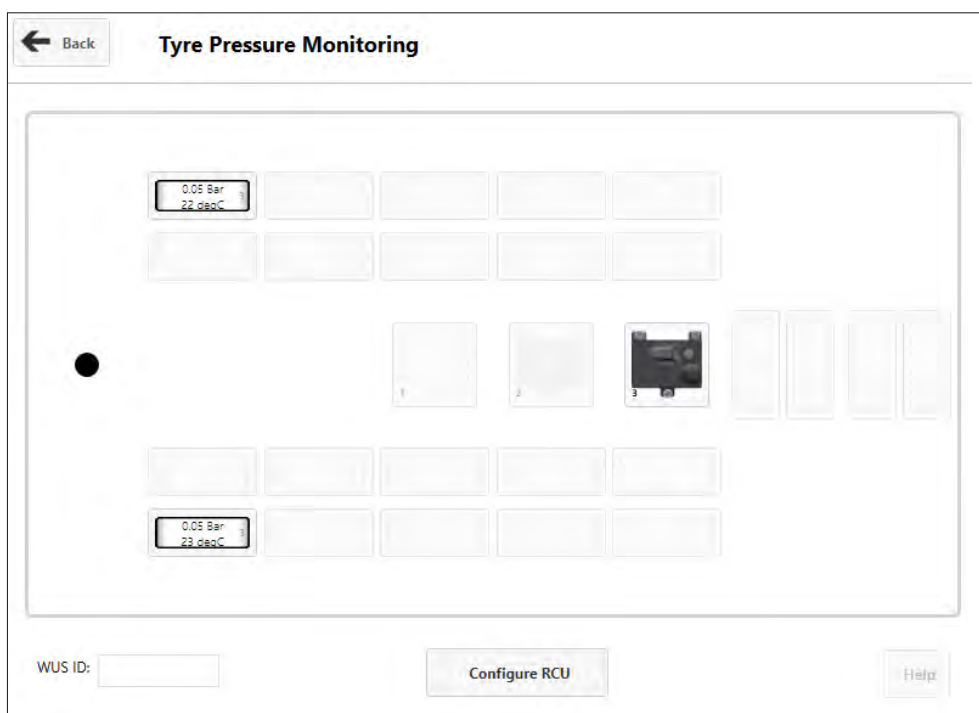 Back
Tyre Pressure Monitoring
0.05 Bar 3
22 degC
1
2
3
0.05 Bar 3
23 degC
WUS ID:
Configure RCU
Help